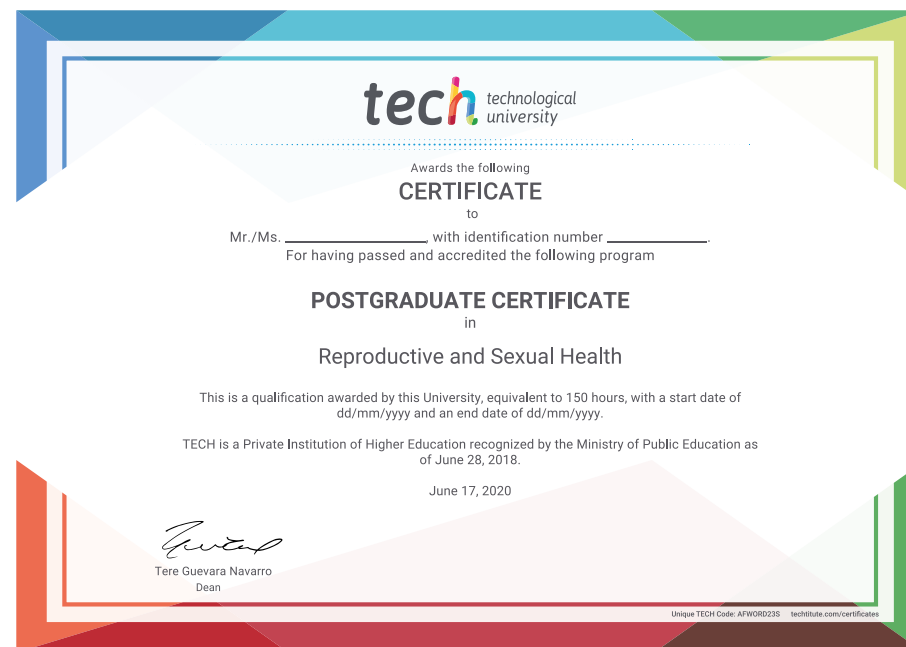 tech technological
university
Awards the following
CERTIFICATE
to
Mr./Ms. ____________________, with identification number ______________.
For having passed and accredited the following program
POSTGRADUATE CERTIFICATE
in
Reproductive and Sexual Health
This is a qualification awarded by this University, equivalent to 150 hours, with a start date of
dd/mm/yyyy and an end date of dd/mm/yyyy.
TECH is a Private Institution of Higher Education recognized by the Ministry of Public Education as
of June 28, 2018.
June 17, 2020
Tere Guevara Navarro
Dean
Unique TECH Code: AFWORD23S techtitute.com/certificates